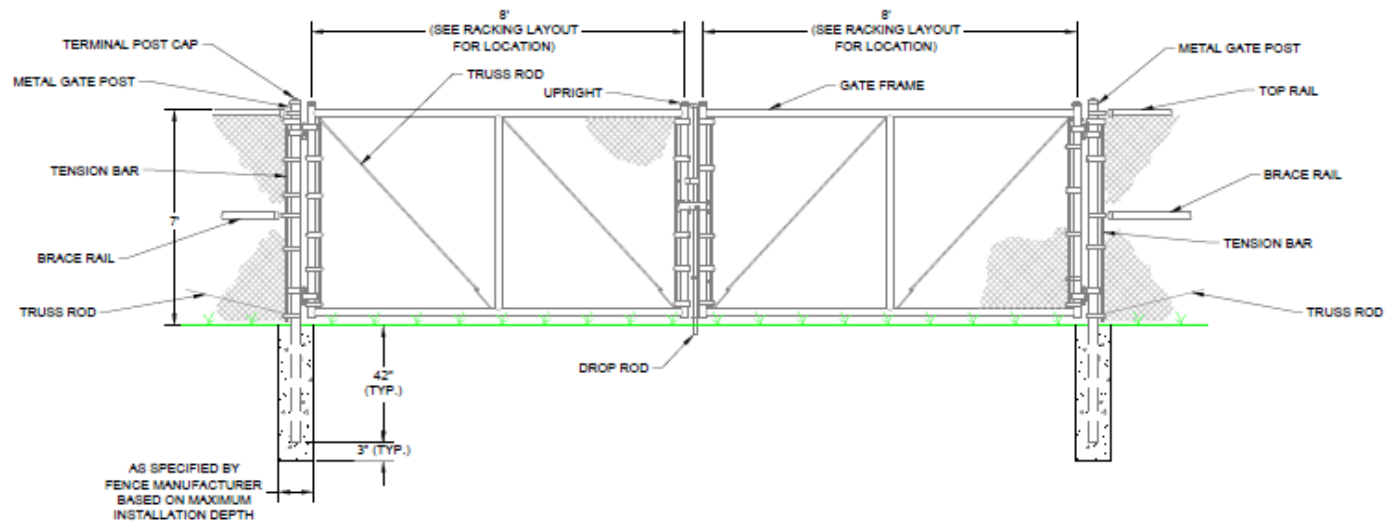 8'
(SEE RACKING LAYOUT
FOR LOCATION)
8'
(SEE RACKING LAYOUT
FOR LOCATION)
TERMINAL POST CAP
METAL GATE POST
METAL GATE POST
TRUSS ROD
UPRIGHT
GATE FRAME
TOP RAIL
TENSION BAR
BRACE RAIL
7'
BRACE RAIL
TENSION BAR
TRUSS ROD
TRUSS ROD
DROP ROD
42"
(TYP.)
3" (TYP.)
AS SPECIFIED BY
FENCE MANUFACTURER
BASED ON MAXIMUM
INSTALLATION DEPTH